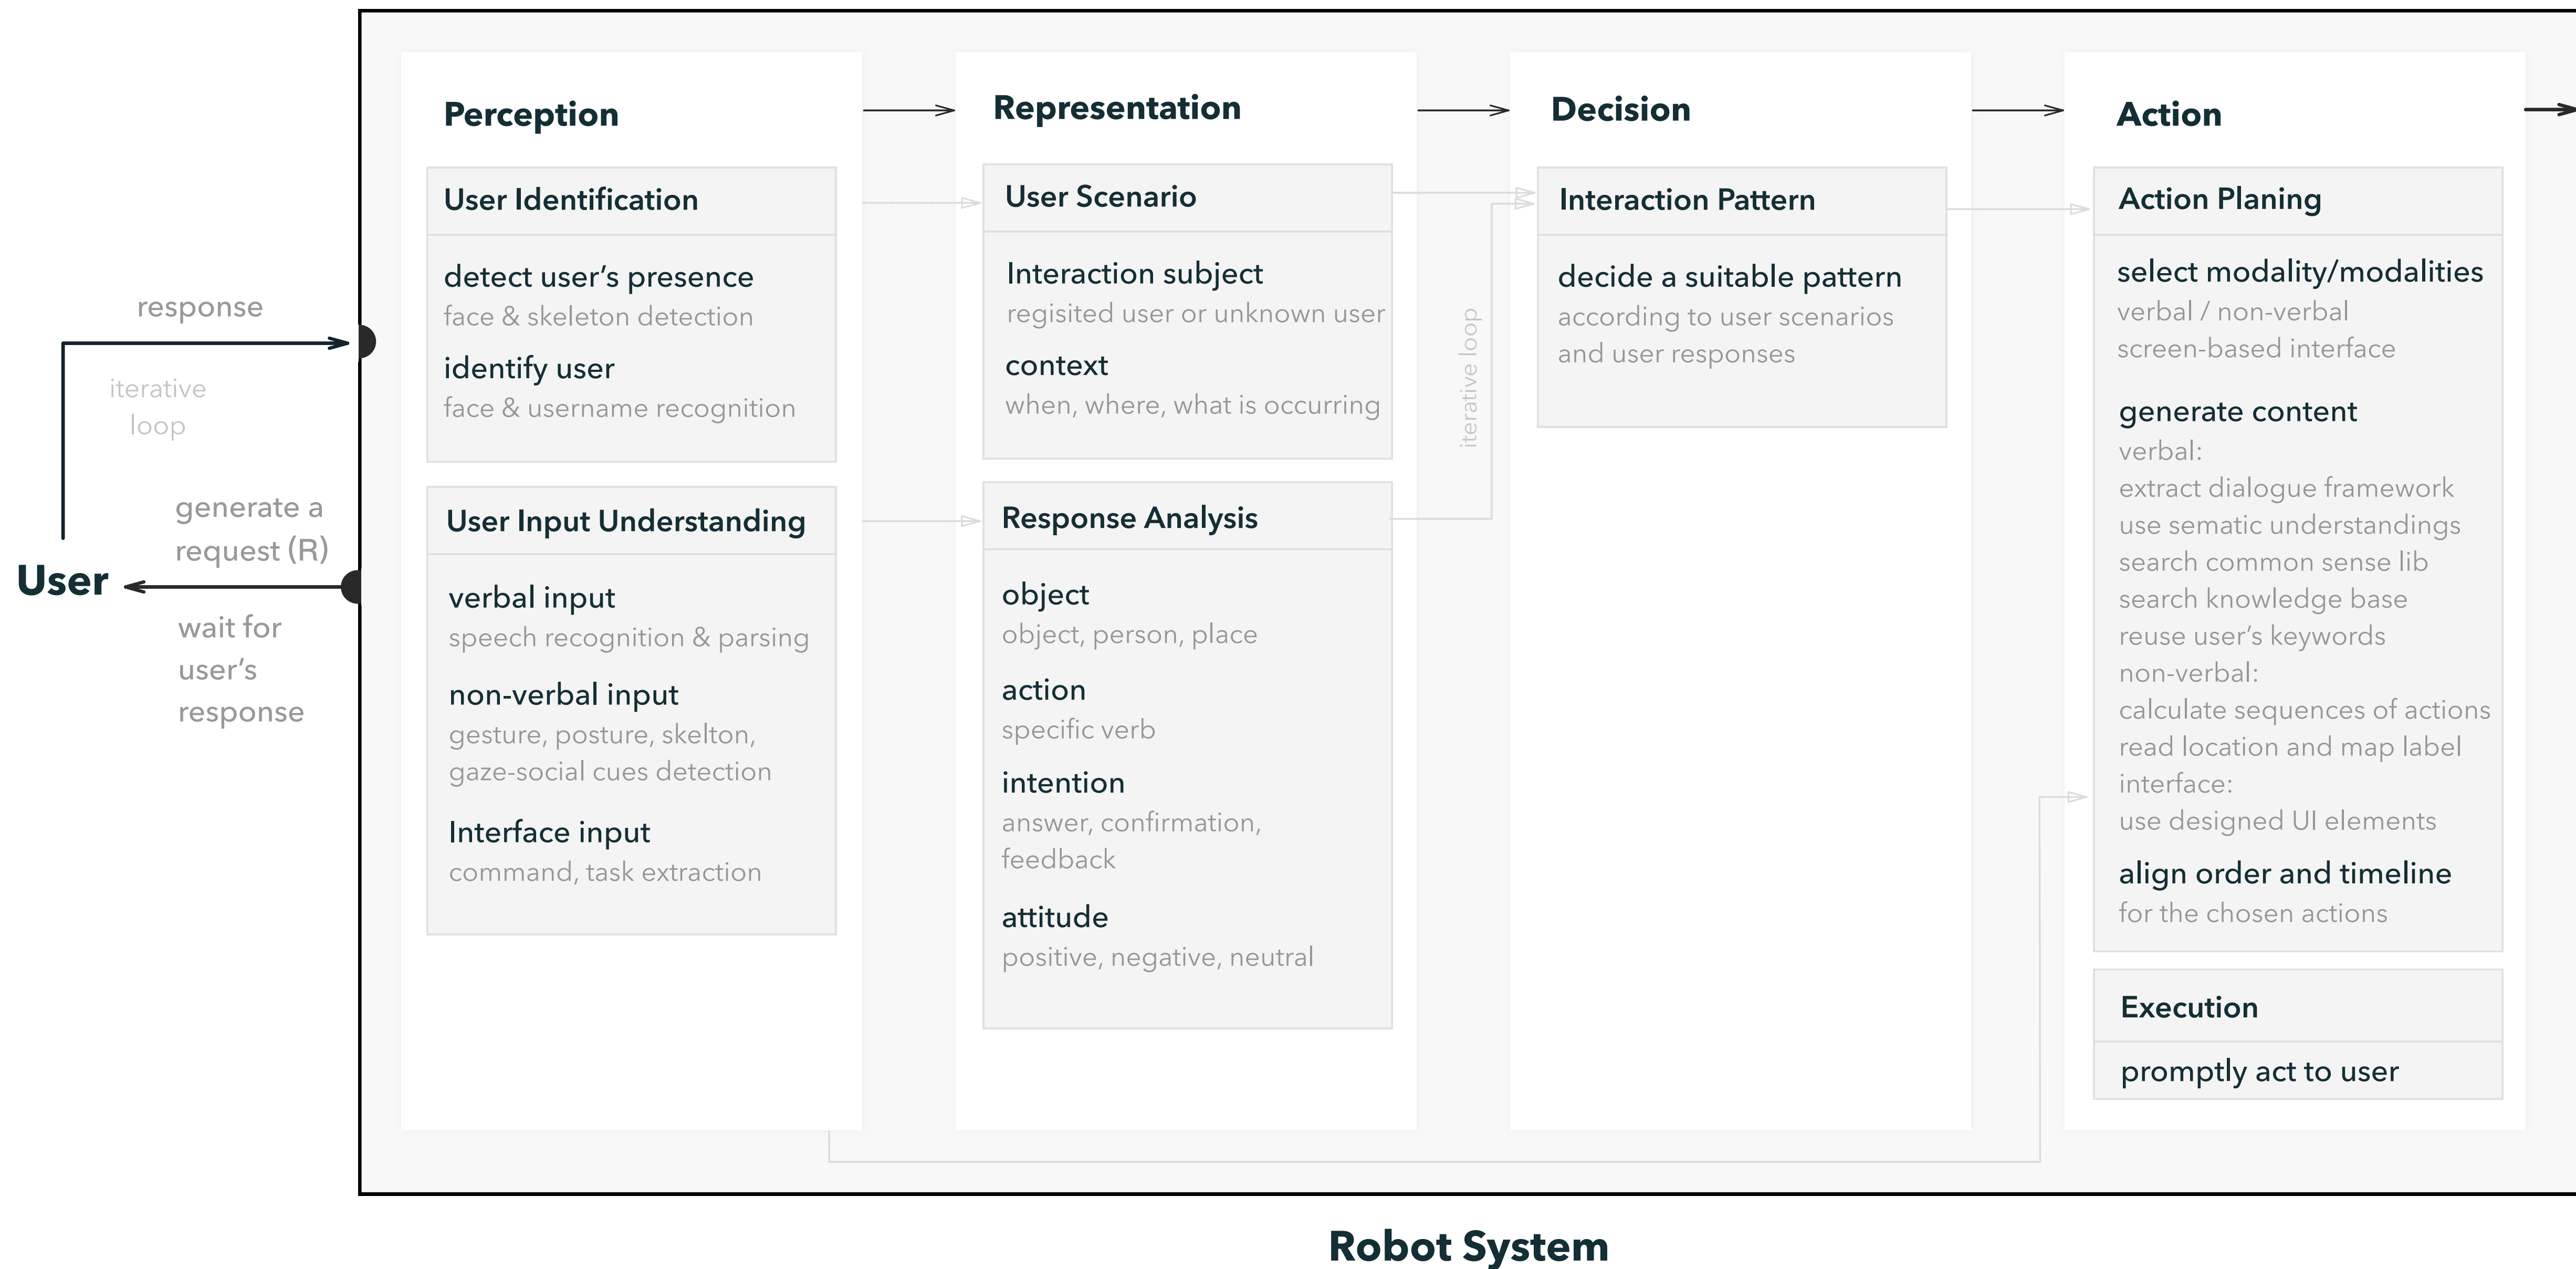 response
iterative
loop
generate a
request (R)
User
wait for
user's
response
Perception
User Identification
detect user's presence
face & skeleton detection
identify user
face & username recognition
User Input Understanding
verbal input
speech recognition & parsing
non-verbal input
gesture, posture, skelton,
gaze-social cues detection
Interface input
command, task extraction
Representation
User Scenario
Interaction subject
regisited user or unknown user
context
when, where, what is occurring
Response Analysis
object
object, person, place
action
specific verb
intention
answer, confirmation,
feedback
attitude
positive, negative, neutral
iterative loop
Decision
Interaction Pattern
decide a suitable pattern
according to user scenarios
and user responses
Action
Action Planing
select modality/modalities
verbal / non-verbal
screen-based interface
generate content
verbal:
extract dialogue framework
use sematic understandings
search common sense lib
search knowledge base
reuse user's keywords
non-verbal:
calculate sequences of actions
read location and map label
interface:
use designed UI elements
align order and timeline
for the chosen actions
Execution
promptly act to user
Robot System